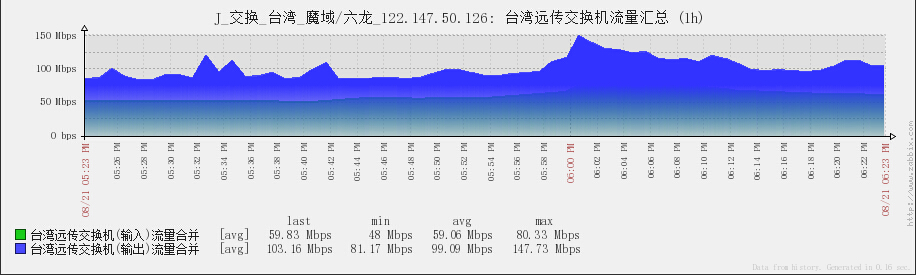 J_交换_台湾_魔域/六龙_122.147.50.126: 台湾远传交换机流量汇总 (1h)
150 Mbps
100 Mbps
50 Mbps
0 bps
08/21 05:23 PM
05:26 PM
05:28 PM
05:30 PM
05:32 PM
05:34 PM
05:36 PM
05:38 PM
05:40 PM
05:42 PM
05:44 PM
05:46 PM
05:48 PM
05:50 PM
05:52 PM
05:54 PM
05:56 PM
05:58 PM
06:00 PM
06:02 PM
06:04 PM
06:06 PM
06:08 PM
06:10 PM
06:12 PM
06:14 PM
06:16 PM
06:18 PM
06:20 PM
06:22 PM
08/21 06:23 PM
http://www.zabbix.com
last min avg max
台湾远传交换机(输入)流量合并 [avg] 59.83 Mbps 48 Mbps 59.06 Mbps 80.33 Mbps
台湾远传交换机(输出)流量合并 [avg] 103.16 Mbps 81.17 Mbps 99.09 Mbps 147.73 Mbps
Data from history. Generated in 0.16 sec.